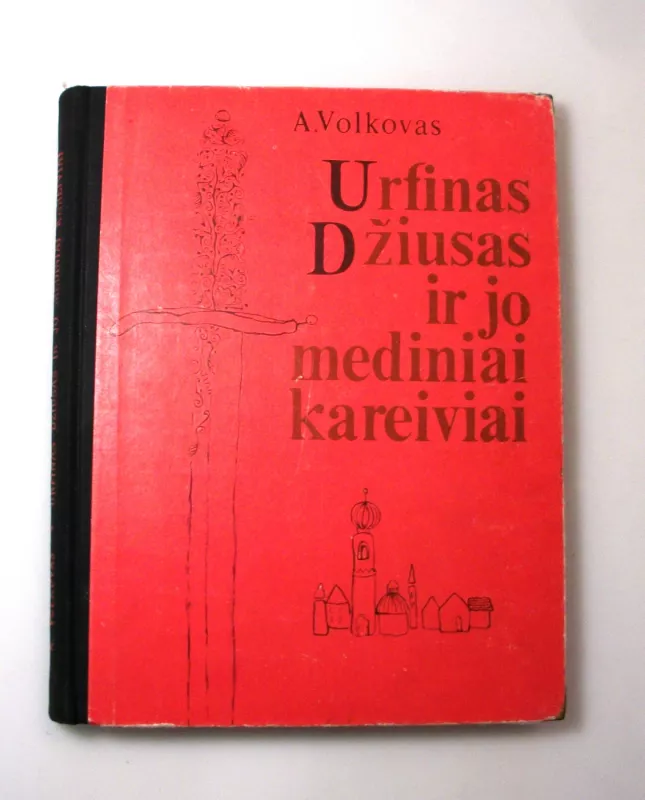 A.Volkovas
Urfinas
Džiusas
ir jo
mediniai
kareiviai